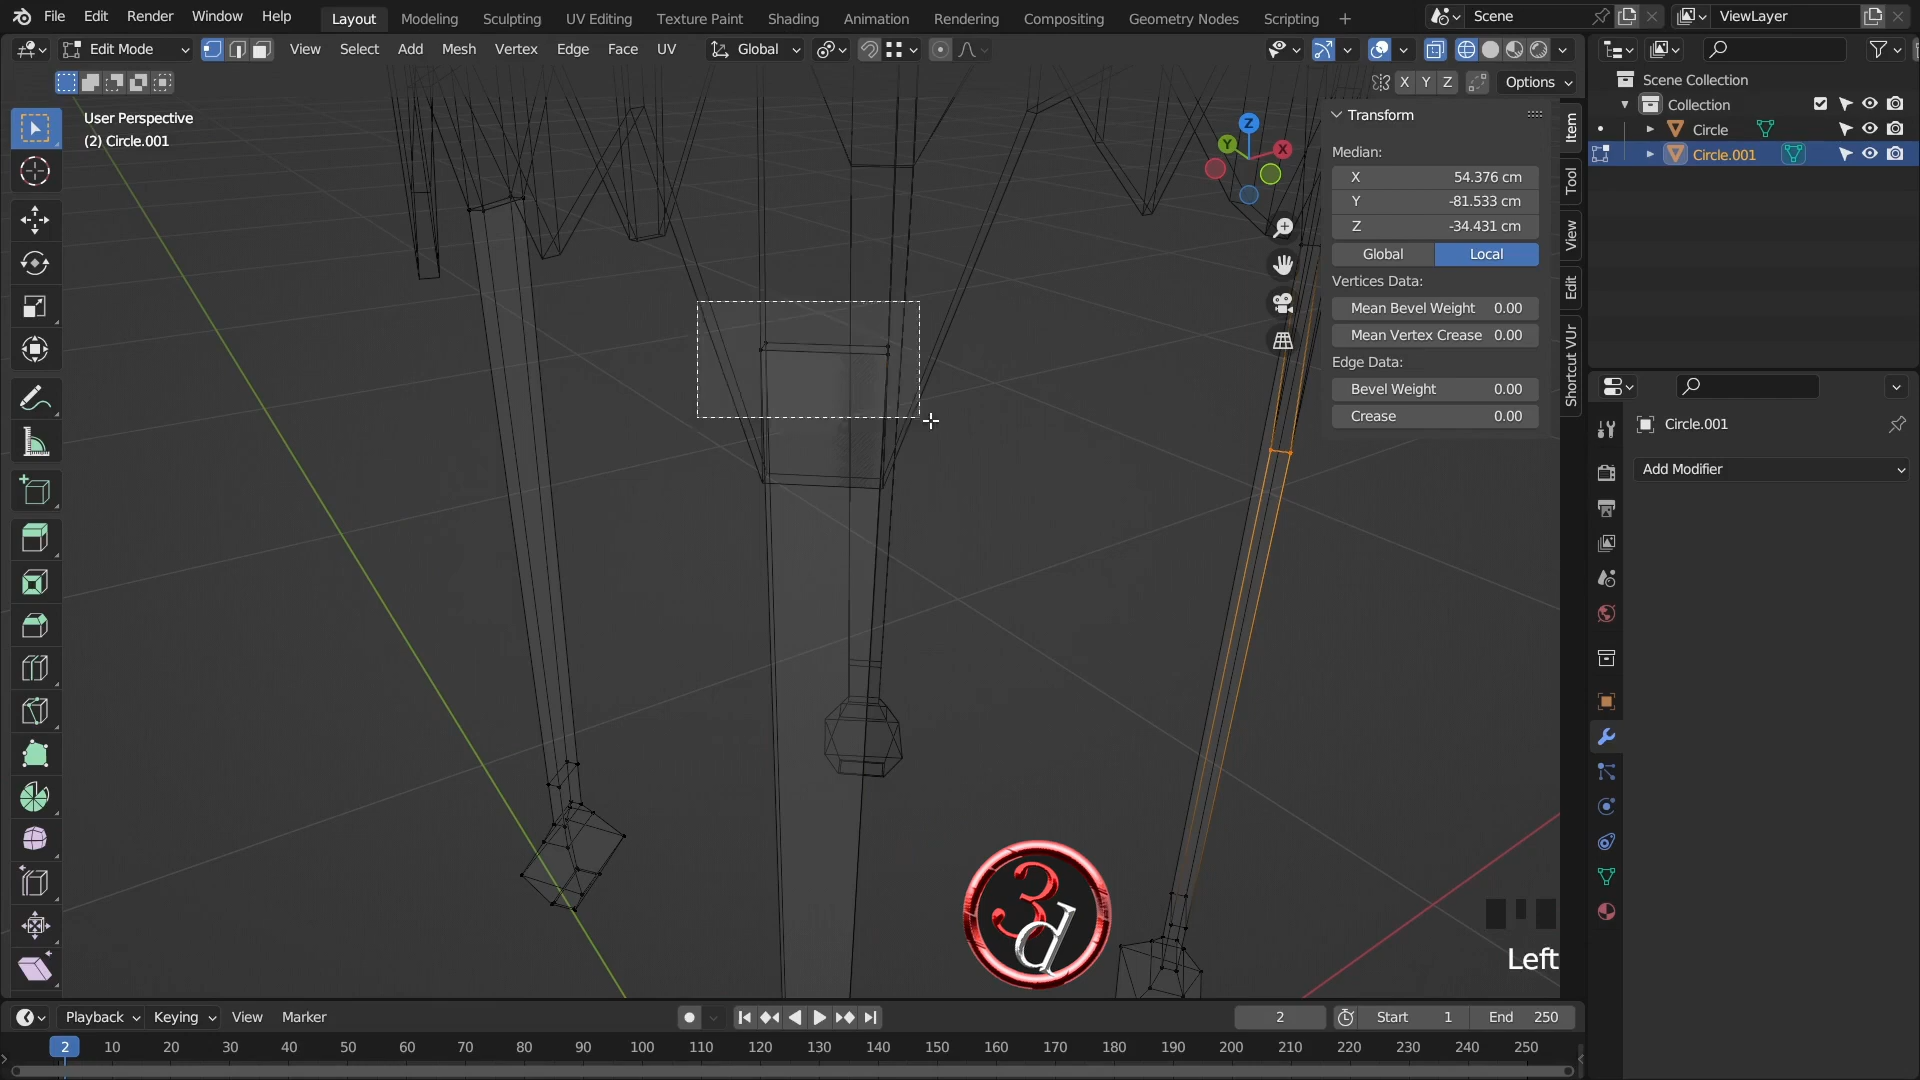 File Edit Render Window Help Layout Modeling Sculpting UV Editing Texture Paint Shading Animation Rendering Compositing Geometry Nodes Scripting + Scene ViewLayer
Edit Mode View Select Add Mesh Vertex Edge Face UV Global
X Y Z Options
User Perspective
(2) Circle.001
Z
Y
X
Transform
Median:
X 54.376 cm
Y -81.533 cm
Z -34.431 cm
Global Local
Vertices Data:
Mean Bevel Weight 0.00
Mean Vertex Crease 0.00
Edge Data:
Bevel Weight 0.00
Crease 0.00
Item
Tool
View
Edit
Shortcut VUr
Scene Collection
Collection
Circle
Circle.001
Circle.001
Add Modifier
3d
Left
Playback Keying View Marker 2 Start 1 End 250
2 10 20 30 40 50 60 70 80 90 100 110 120 130 140 150 160 170 180 190 200 210 220 230 240 250